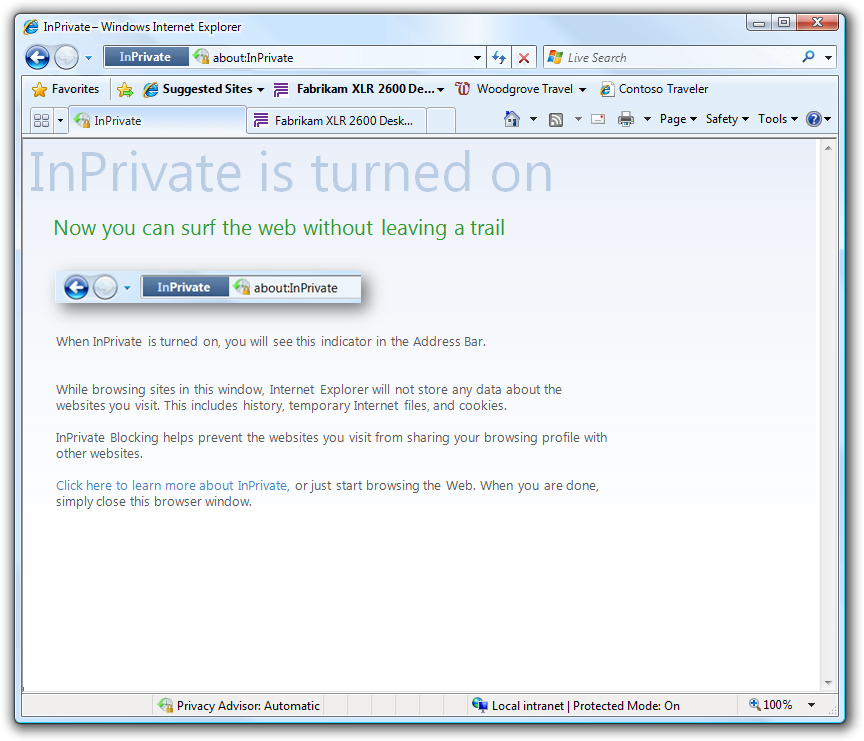 InPrivate – Windows Internet Explorer
InPrivate about:InPrivate Live Search
Favorites Suggested Sites Fabrikam XLR 2600 De... Woodgrove Travel Contoso Traveler
InPrivate Fabrikam XLR 2600 Desk... Page Safety Tools
InPrivate is turned on
Now you can surf the web without leaving a trail
InPrivate about:InPrivate
When InPrivate is turned on, you will see this indicator in the Address Bar.
While browsing sites in this window, Internet Explorer will not store any data about the
websites you visit. This includes history, temporary Internet files, and cookies.
InPrivate Blocking helps prevent the websites you visit from sharing your browsing profile with
other websites.
Click here to learn more about InPrivate, or just start browsing the Web. When you are done,
simply close this browser window.
Privacy Advisor: Automatic Local intranet | Protected Mode: On 100%